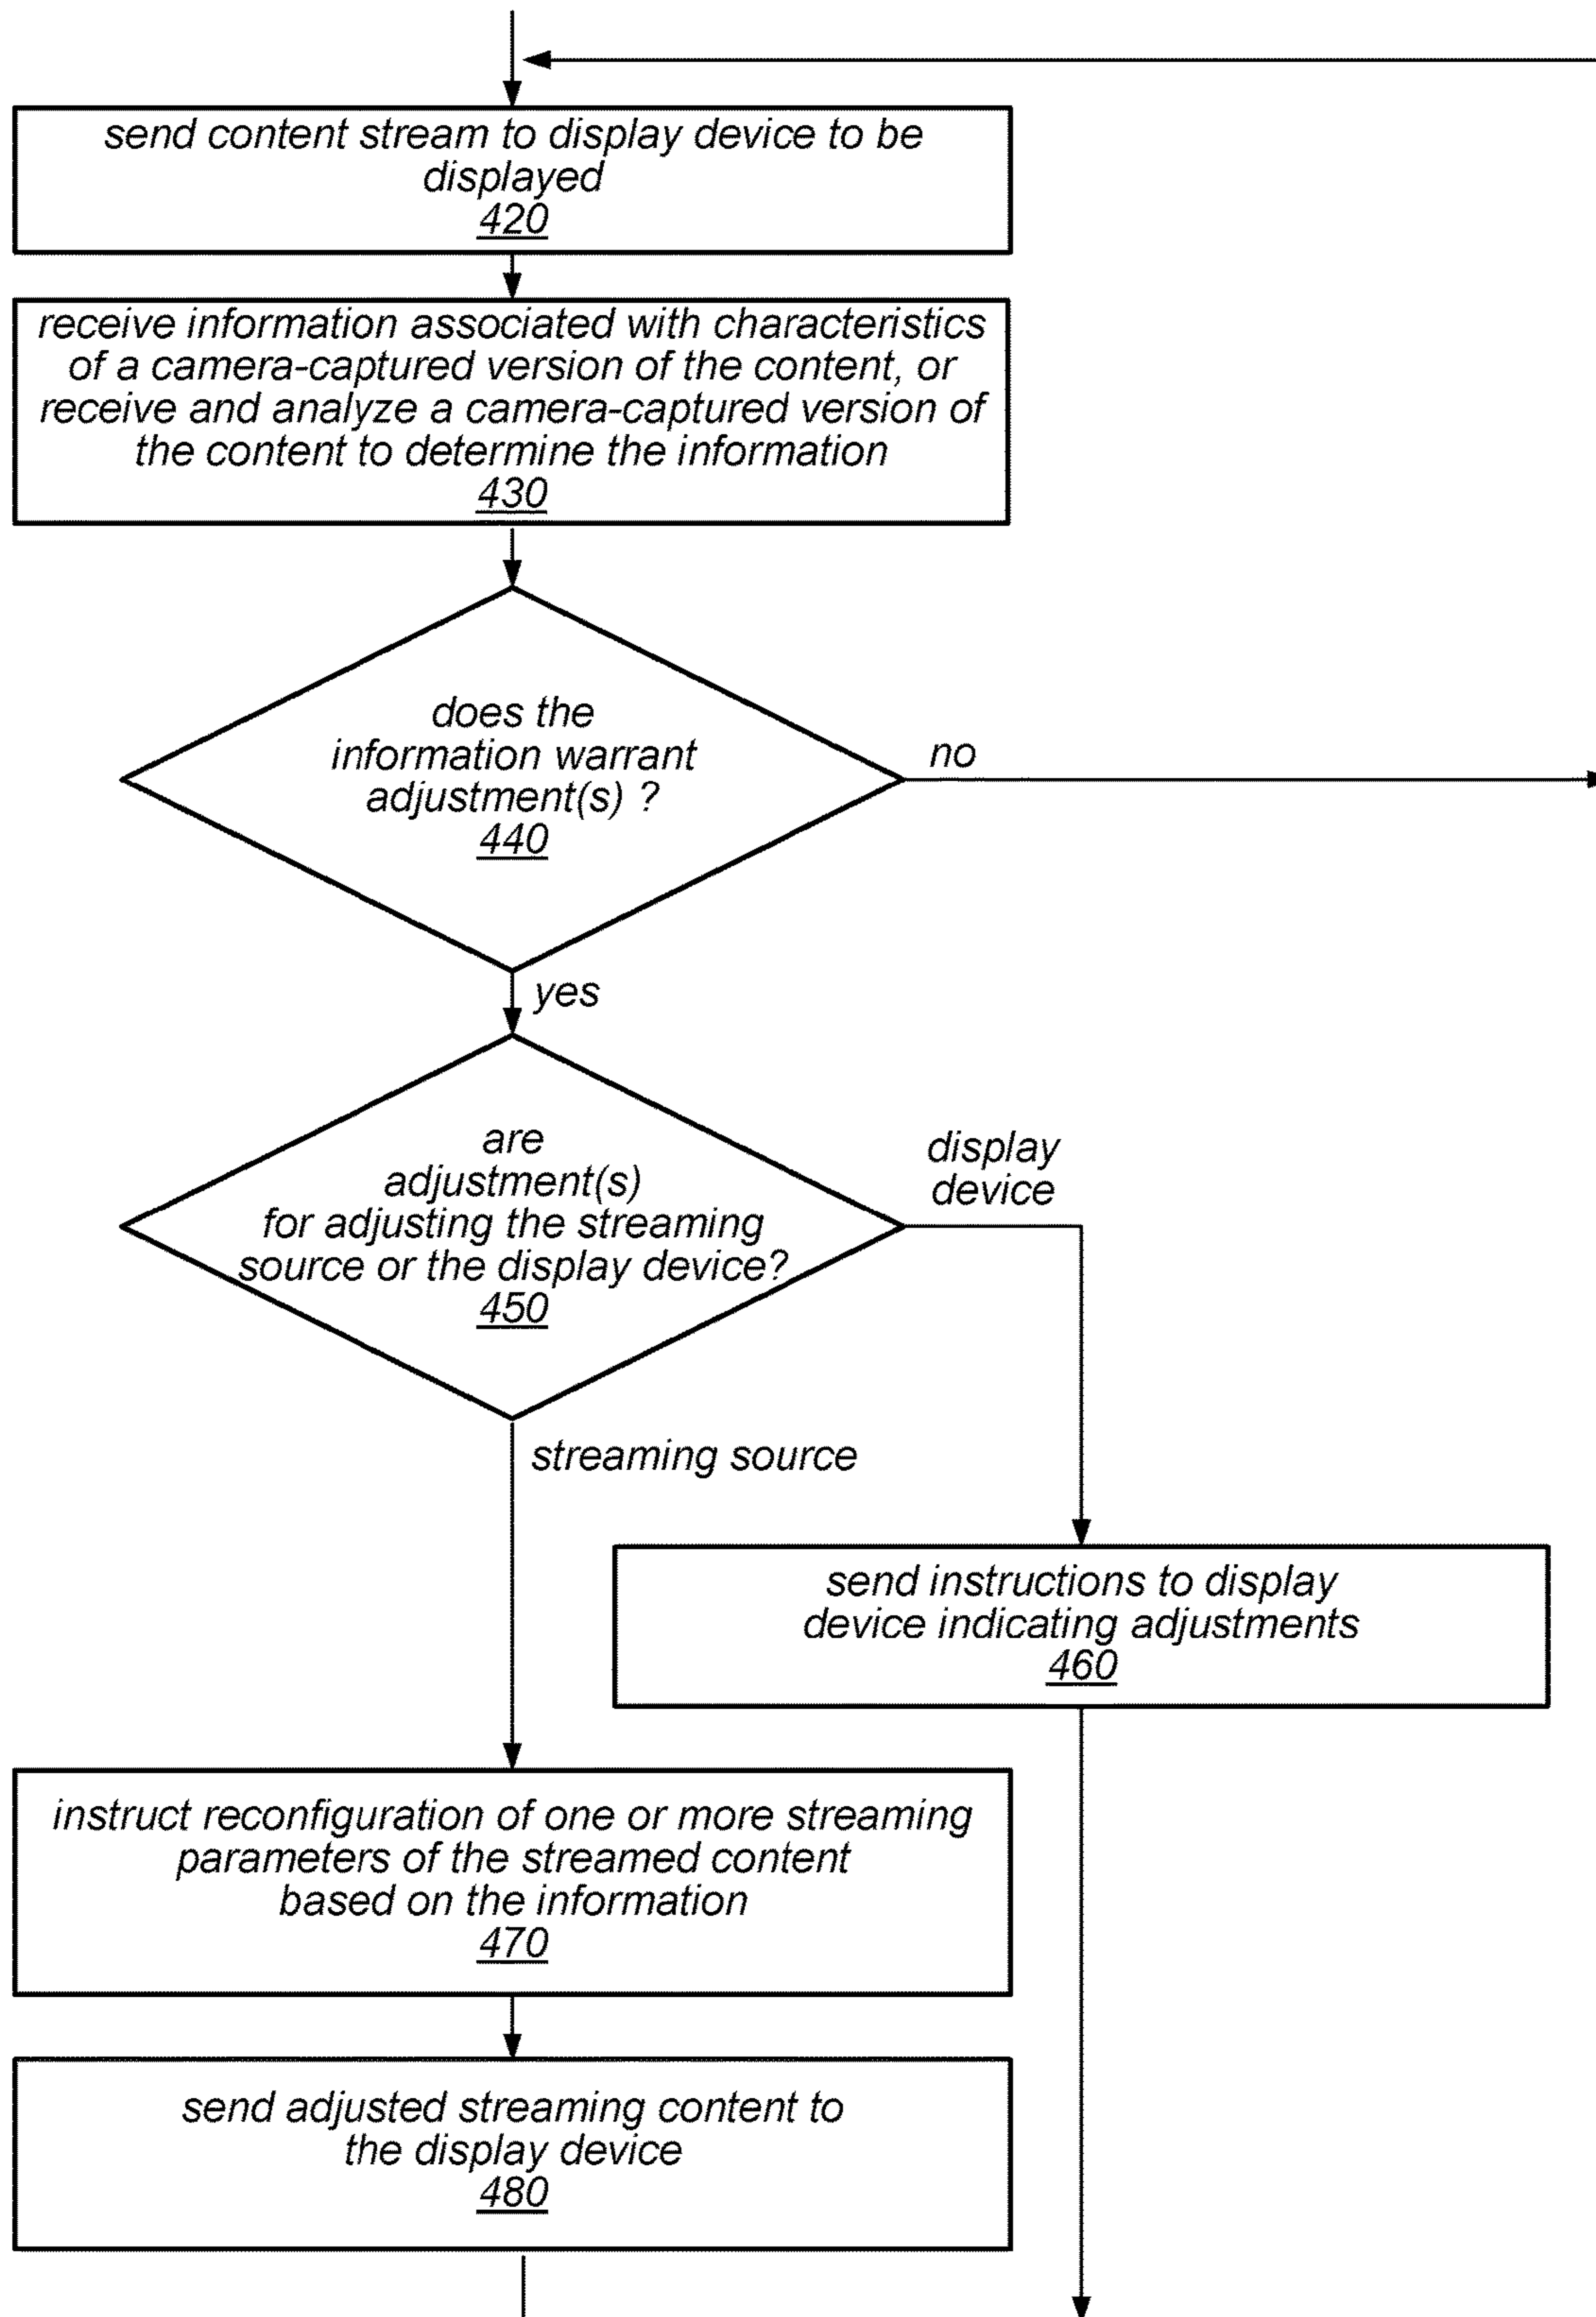 send content stream to display device to be
displayed
420
receive information associated with characteristics
of a camera-captured version of the content, or
receive and analyze a camera-captured version of
the content to determine the information
430
does the
information warrant
adjustment(s) ?
440
no
yes
are
adjustment(s)
for adjusting the streaming
source or the display device?
450
display
device
streaming source
send instructions to display
device indicating adjustments
460
instruct reconfiguration of one or more streaming
parameters of the streamed content
based on the information
470
send adjusted streaming content to
the display device
480